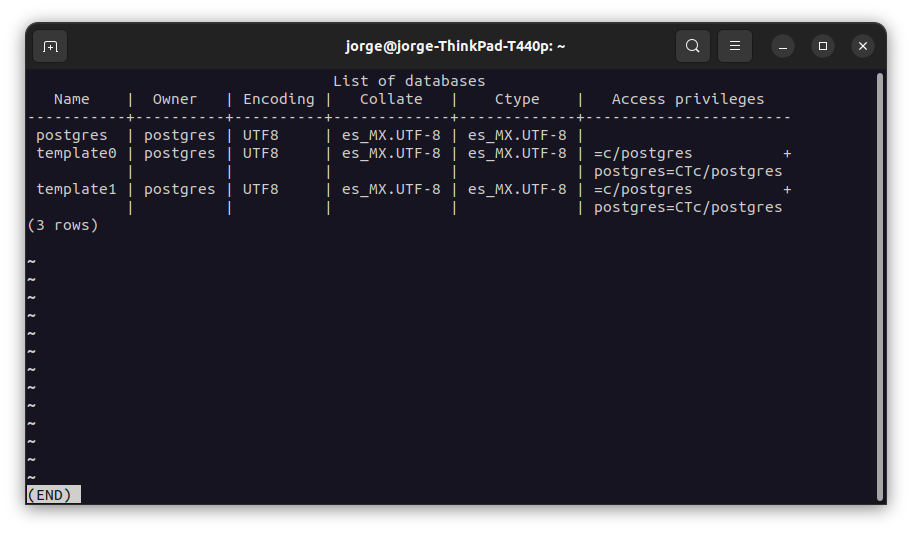 jorge@jorge-ThinkPad-T440p: ~
                                  List of databases
   Name    |  Owner   | Encoding |   Collate   |    Ctype    |   Access privileges
-----------+----------+----------+-------------+-------------+-----------------------
 postgres  | postgres | UTF8     | es_MX.UTF-8 | es_MX.UTF-8 |
 template0 | postgres | UTF8     | es_MX.UTF-8 | es_MX.UTF-8 | =c/postgres          +
           |          |          |             |             | postgres=CTc/postgres
 template1 | postgres | UTF8     | es_MX.UTF-8 | es_MX.UTF-8 | =c/postgres          +
           |          |          |             |             | postgres=CTc/postgres
(3 rows)

~
~
~
~
~
~
~
~
~
~
~
~
~
(END)